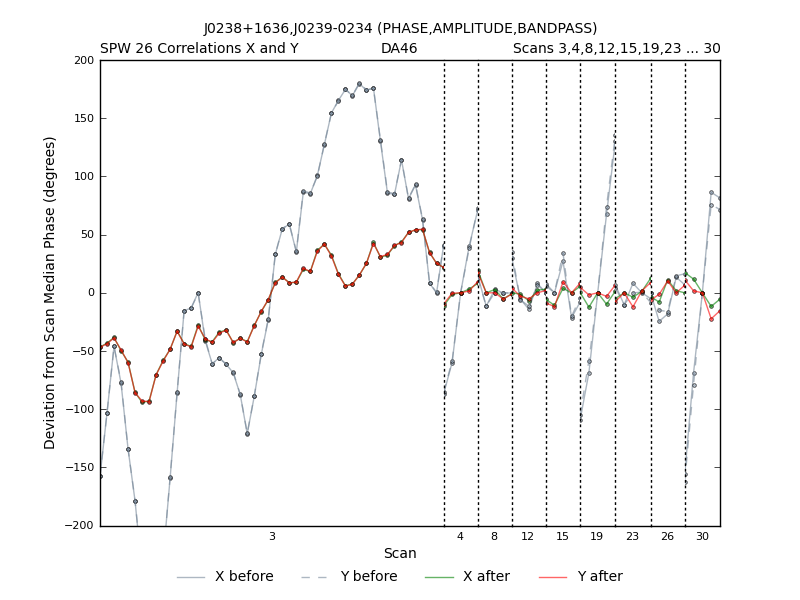 J0238+1636,J0239-0234 (PHASE,AMPLITUDE,BANDPASS)
SPW 26 Correlations X and Y DA46 Scans 3,4,8,12,15,19,23 ... 30
200
150
100
50
0
−50
−100
−150
−200
Deviation from Scan Median Phase (degrees)
3 4 8 12 15 19 23 26 30
Scan
X before Y before X after Y after